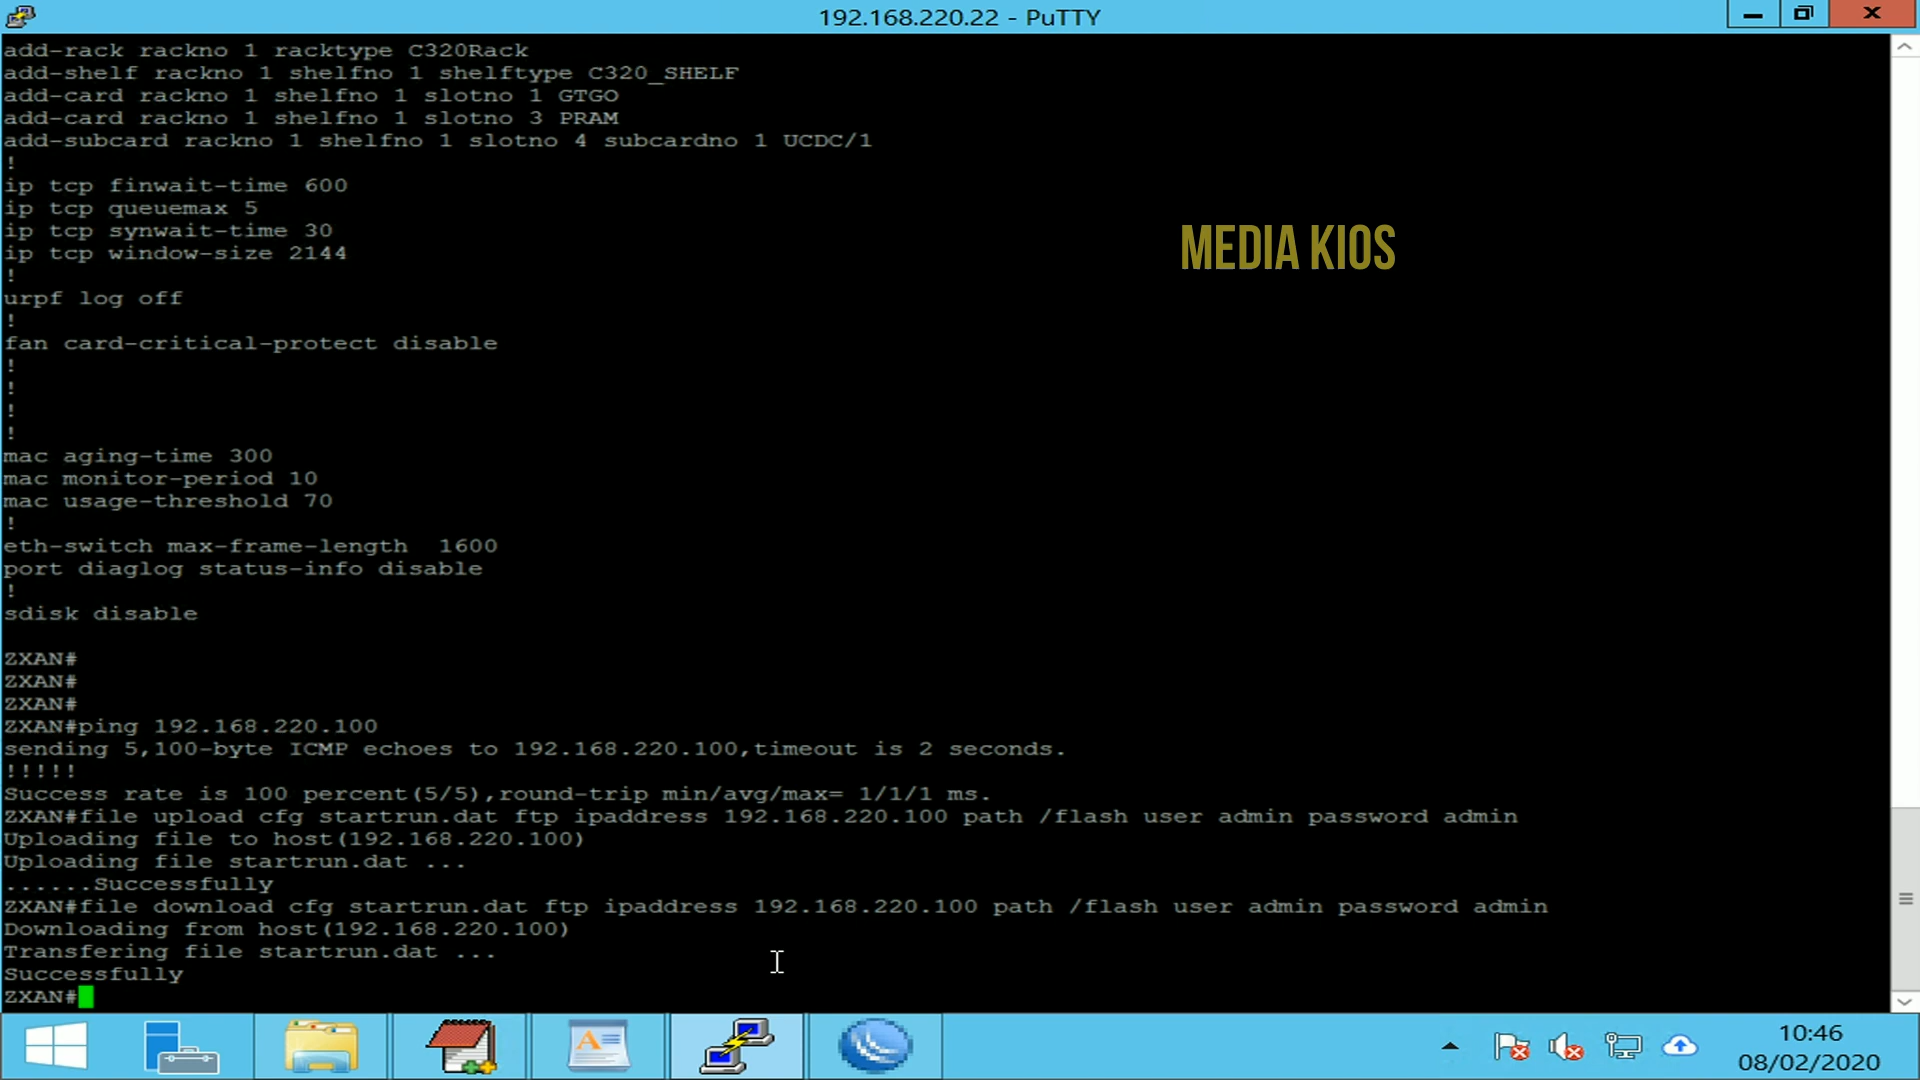 192.168.220.22 - PuTTY
add-rack rackno 1 racktype C320Rack
add-shelf rackno 1 shelfno 1 shelftype C320_SHELF
add-card rackno 1 shelfno 1 slotno 1 GTGO
add-card rackno 1 shelfno 1 slotno 3 PRAM
add-subcard rackno 1 shelfno 1 slotno 4 subcardno 1 UCDC/1
!
ip tcp finwait-time 600
ip tcp queuemax 5
ip tcp synwait-time 30
MEDIA KIOS
ip tcp window-size 2144
!
urpf log off
!
fan card-critical-protect disable
!
!
!
!
mac aging-time 300
mac monitor-period 10
mac usage-threshold 70
!
eth-switch max-frame-length  1600
port diaglog status-info disable
!
sdisk disable
ZXAN#
ZXAN#
ZXAN#
ZXAN#ping 192.168.220.100
sending 5,100-byte ICMP echoes to 192.168.220.100,timeout is 2 seconds.
!!!!!
Success rate is 100 percent(5/5),round-trip min/avg/max= 1/1/1 ms.
ZXAN#file upload cfg startrun.dat ftp ipaddress 192.168.220.100 path /flash user admin password admin
Uploading file to host(192.168.220.100)
Uploading file startrun.dat ...
......Successfully
ZXAN#file download cfg startrun.dat ftp ipaddress 192.168.220.100 path /flash user admin password admin
Downloading from host(192.168.220.100)
Transfering file startrun.dat ...
Successfully
ZXAN#
10:46
08/02/2020